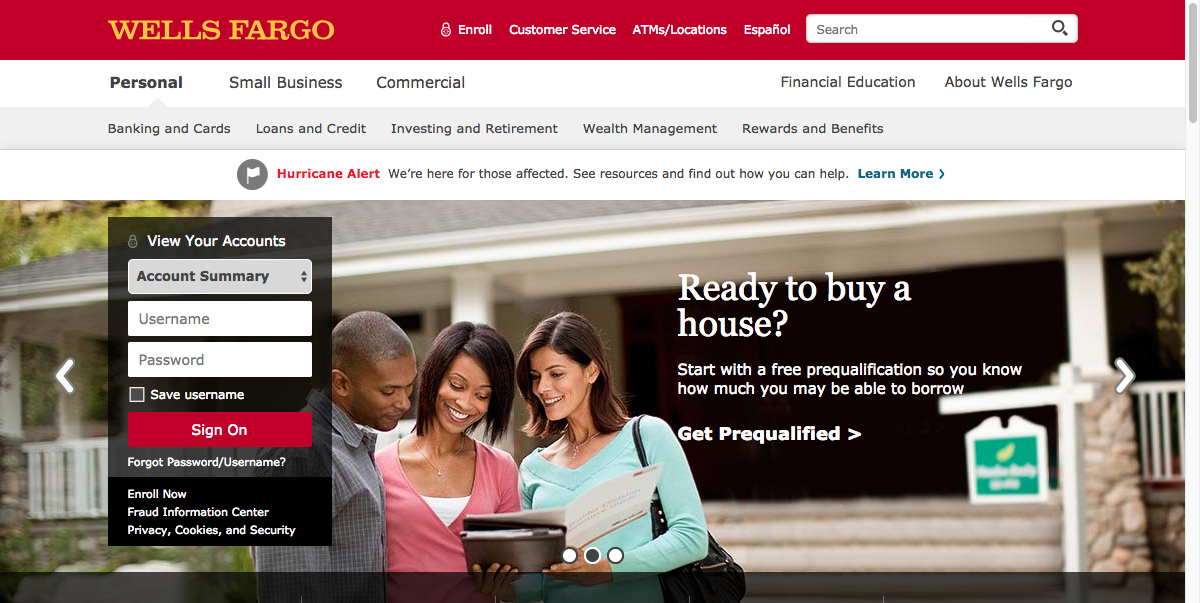 WELLS FARGO
Enroll
Customer Service
ATMs/Locations
Español
Search
Personal
Small Business
Commercial
Financial Education
About Wells Fargo
Banking and Cards
Loans and Credit
Investing and Retirement
Wealth Management
Rewards and Benefits
Hurricane Alert We’re here for those affected. See resources and find out how you can help. Learn More
View Your Accounts
Account Summary
Username
Password
Save username
Sign On
Forgot Password/Username?
Enroll Now
Fraud Information Center
Privacy, Cookies, and Security
Ready to buy a
house?
Start with a free prequalification so you know
how much you may be able to borrow
Get Prequalified >